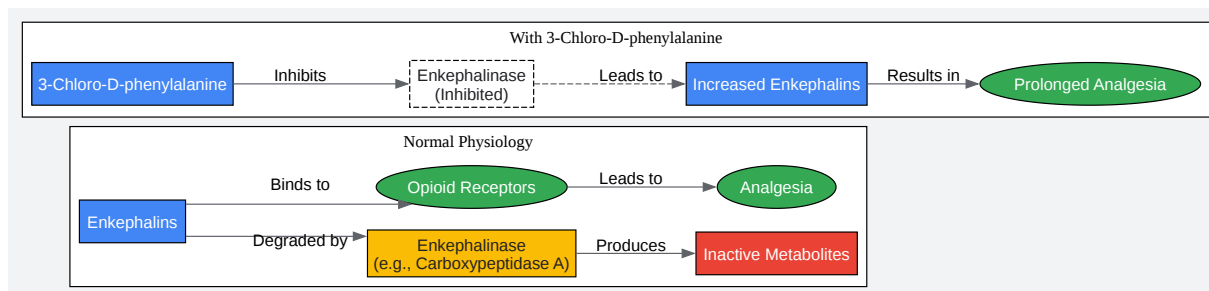 With 3-Chloro-D-phenylalanine
3-Chloro-D-phenylalanine
Inhibits
Enkephalinase
(Inhibited)
Leads to
Increased Enkephalins
Results in
Prolonged Analgesia
Normal Physiology
Enkephalins
Binds to
Opioid Receptors
Leads to
Analgesia
Degraded by
Enkephalinase
(e.g., Carboxypeptidase A)
Produces
Inactive Metabolites